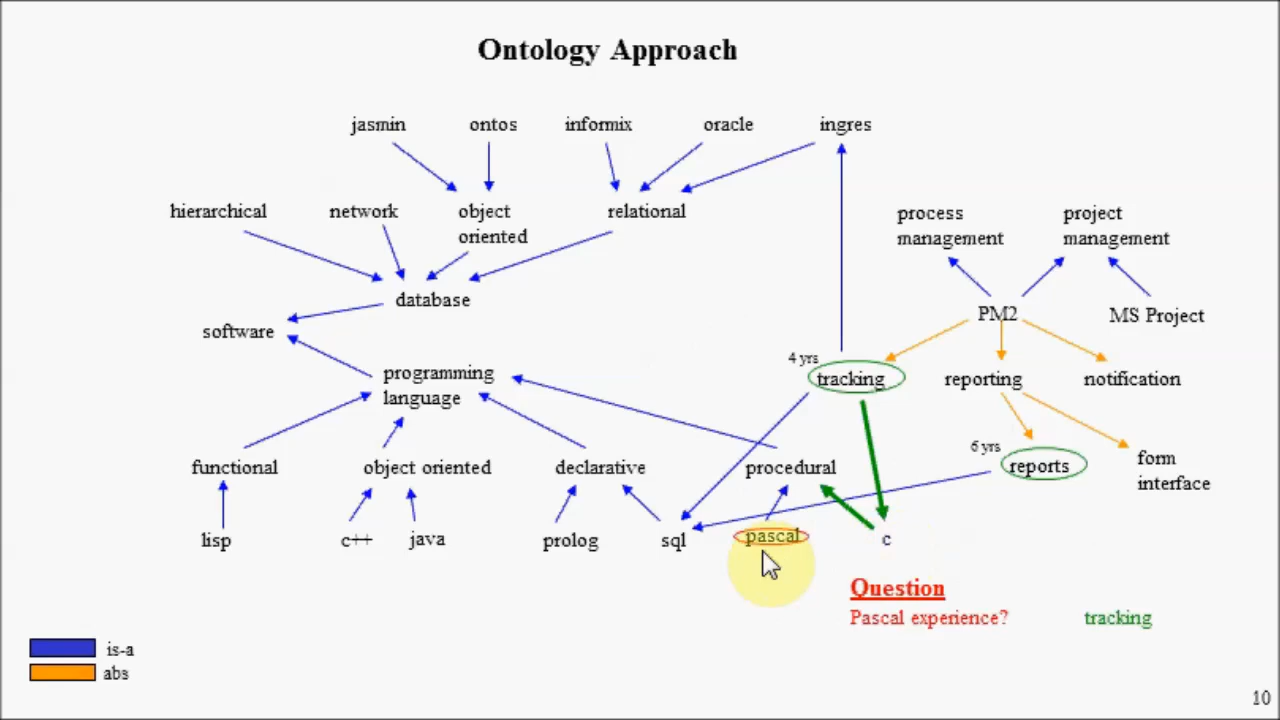 Ontology Approach
jasmin
ontos
informix
oracle
ingres
hierarchical
network
object
oriented
relational
process
management
project
management
database
software
PM2
MS Project
4 yrs
tracking
reporting
notification
programming
language
functional
object oriented
declarative
procedural
6 yrs
reports
form
interface
lisp
c++
java
prolog
sql
pascal
c
Question
Pascal experience?
tracking
is-a
abs
10